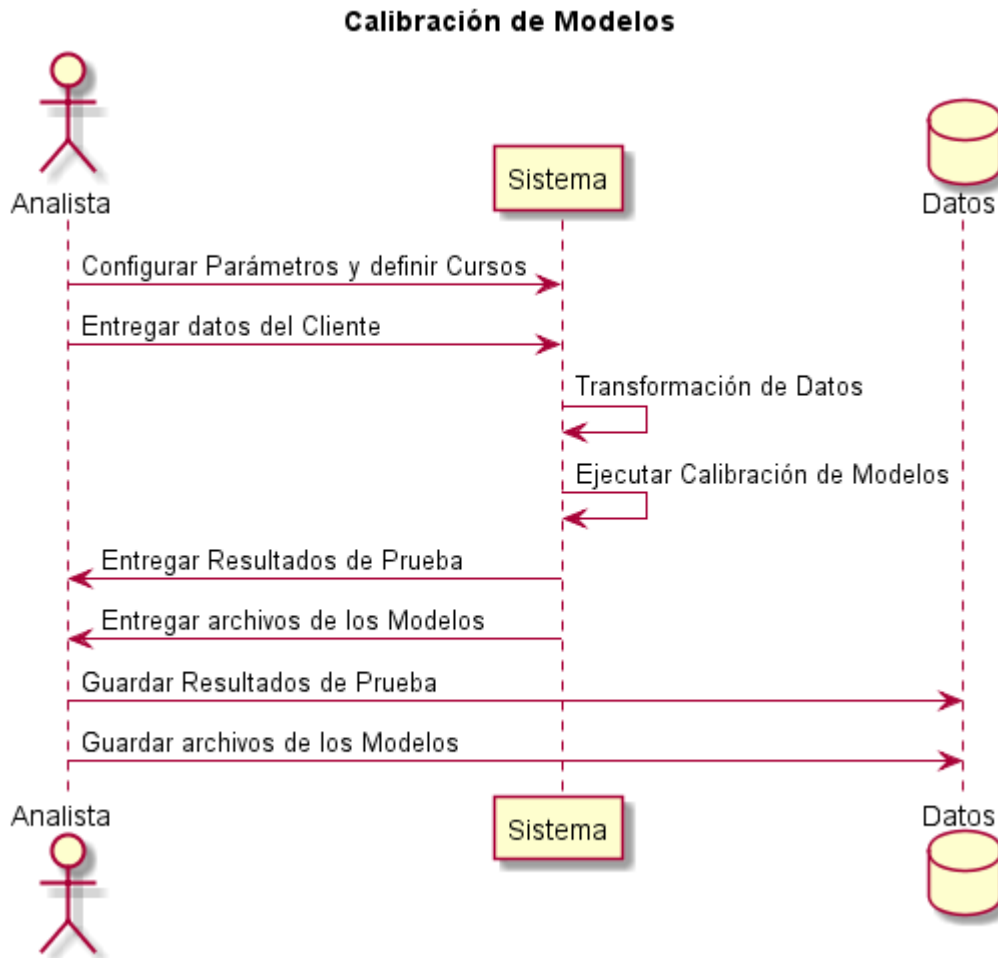 Calibración de Modelos
Analista
Sistema
Datos
Configurar Parámetros y definir Cursos
Entregar datos del Cliente
Transformación de Datos
Ejecutar Calibración de Modelos
Entregar Resultados de Prueba
Entregar archivos de los Modelos
Guardar Resultados de Prueba
Guardar archivos de los Modelos
Analista
Sistema
Datos